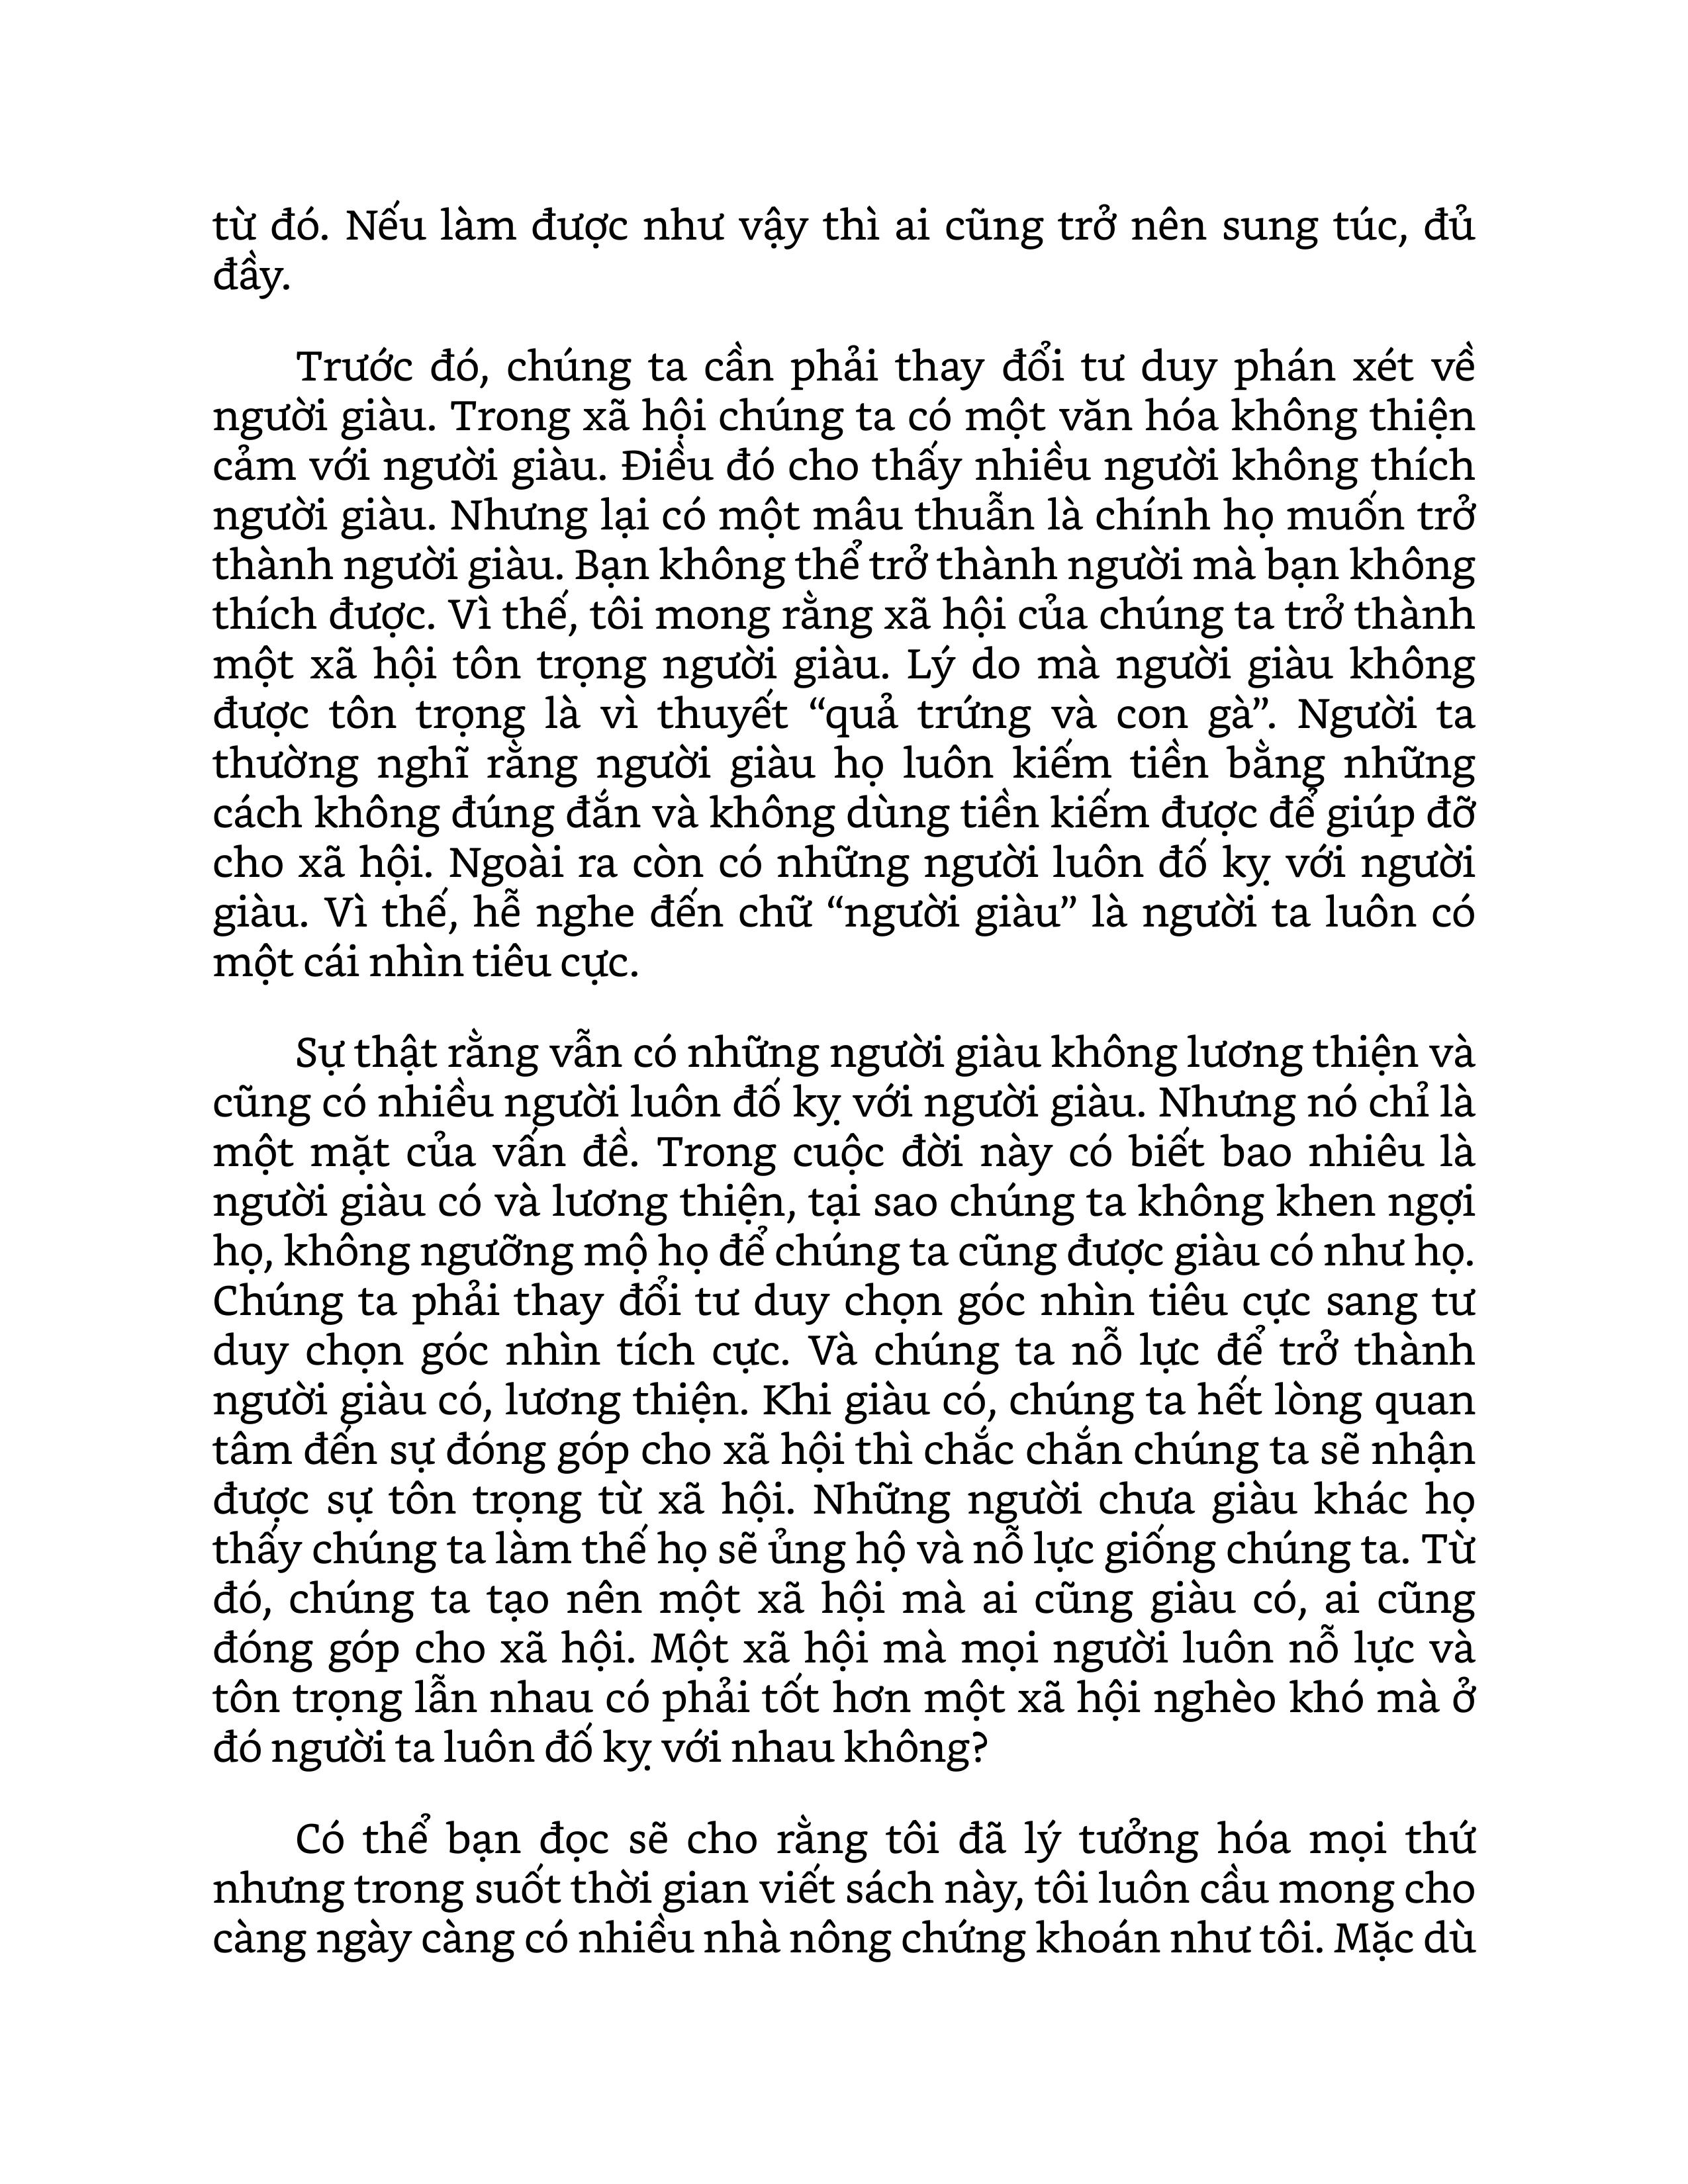 từ đó. Nếu làm được như vậy thì ai cũng trở nên sung túc, đủ
đầy.
Trước đó, chúng ta cần phải thay đổi tư duy phán xét về
người giàu. Trong xã hội chúng ta có một văn hóa không thiện
cảm với người giàu. Điều đó cho thấy nhiều người không thích
người giàu. Nhưng lại có một mâu thuẫn là chính họ muốn trở
thành người giàu. Bạn không thể trở thành người mà bạn không
thích được. Vì thế, tôi mong rằng xã hội của chúng ta trở thành
một xã hội tôn trọng người giàu. Lý do mà người giàu không
được tôn trọng là vì thuyết “quả trứng và con gà”. Người ta
thường nghĩ rằng người giàu họ luôn kiếm tiền bằng những
cách không đúng đắn và không dùng tiền kiếm được để giúp đỡ
cho xã hội. Ngoài ra còn có những người luôn đố kỵ với người
giàu. Vì thế, hễ nghe đến chữ “người giàu” là người ta luôn có
một cái nhìn tiêu cực.
Sự thật rằng vẫn có những người giàu không lương thiện và
cũng có nhiều người luôn đố kỵ với người giàu. Nhưng nó chỉ là
một mặt của vấn đề. Trong cuộc đời này có biết bao nhiêu là
người giàu có và lương thiện, tại sao chúng ta không khen ngợi
họ, không ngưỡng mộ họ để chúng ta cũng được giàu có như họ.
Chúng ta phải thay đổi tư duy chọn góc nhìn tiêu cực sang tư
duy chọn góc nhìn tích cực. Và chúng ta nỗ lực để trở thành
người giàu có, lương thiện. Khi giàu có, chúng ta hết lòng quan
tâm đến sự đóng góp cho xã hội thì chắc chắn chúng ta sẽ nhận
được sự tôn trọng từ xã hội. Những người chưa giàu khác họ
thấy chúng ta làm thế họ sẽ ủng hộ và nỗ lực giống chúng ta. Từ
đó, chúng ta tạo nên một xã hội mà ai cũng giàu có, ai cũng
đóng góp cho xã hội. Một xã hội mà mọi người luôn nỗ lực và
tôn trọng lẫn nhau có phải tốt hơn một xã hội nghèo khó mà ở
đó người ta luôn đố kỵ với nhau không?
Có thể bạn đọc sẽ cho rằng tôi đã lý tưởng hóa mọi thứ
nhưng trong suốt thời gian viết sách này, tôi luôn cầu mong cho
càng ngày càng có nhiều nhà nông chứng khoán như tôi. Mặc dù